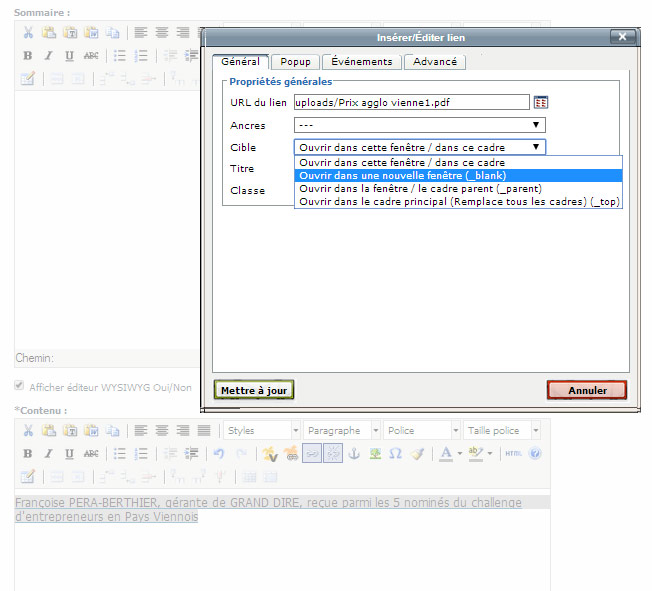 Sommaire :
Insérer/Éditer lien
Général Popup Événements Avancé
Propriétés générales
URL du lien uploads/Prix agglo vienne1.pdf
Ancres ---
Cible Ouvrir dans cette fenêtre / dans ce cadre
Ouvrir dans cette fenêtre / dans ce cadre
Titre
Ouvrir dans une nouvelle fenêtre (_blank)
Classe
Ouvrir dans la fenêtre / le cadre parent (_parent)
Ouvrir dans le cadre principal (Remplace tous les cadres) (_top)
B I U ABC
Chemin:
Mettre à jour Annuler
Afficher éditeur WYSIWYG Oui/Non
*Contenu :
Styles Paragraphe Police Taille police
B I U ABC A ab HTML
Françoise PERA-BERTHIER, gérante de GRAND DIRE, reçue parmi les 5 nominés du challenge
d'entrepreneurs en Pays Viennois